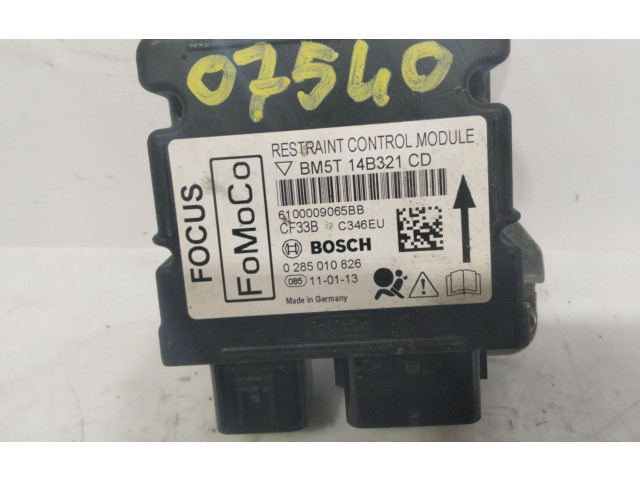 07540
RESTRAINT CONTROL MODULE
BM5T 14B321 CD
6100009065BB
CF33B C346EU
BOSCH
0 285 010 826
085 11-01-13
Made in Germany
FOCUS
FoMoCo
FoMoCo